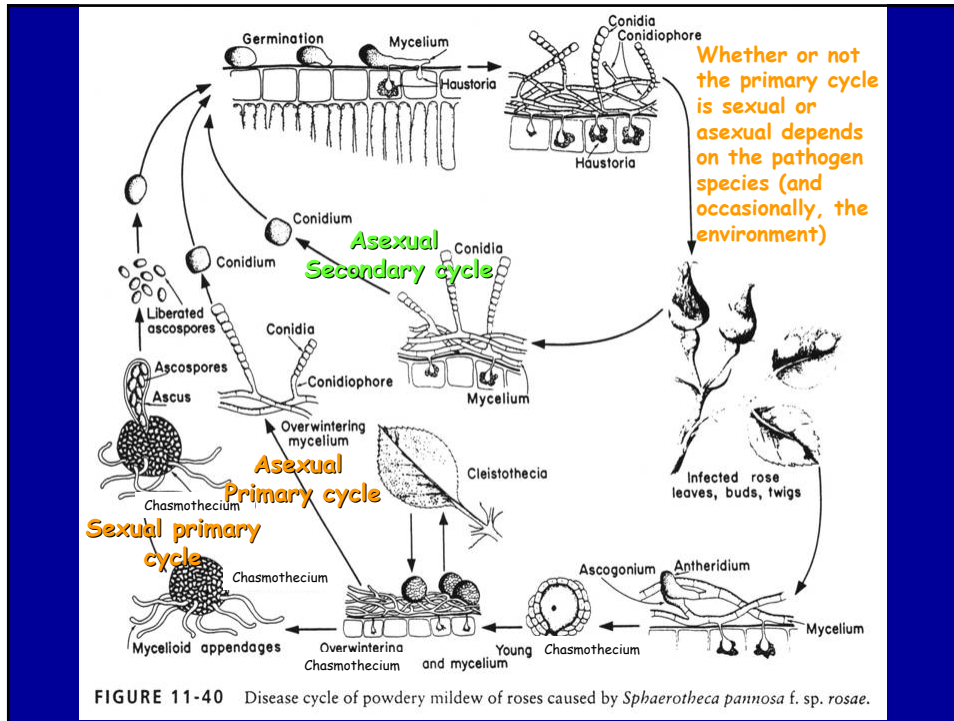 Germination
Mycelium
Haustoria
Conidia
Conidiophore
Haustoria
Whether or not
the primary cycle
is sexual or
asexual depends
on the pathogen
species (and
occasionally, the
environment)
Conidium
Conidium
Asexual
Secondary cycle
Conidia
Mycelium
Liberated
ascospores
Ascospores
Ascus
Conidia
Conidiophore
Overwintering
mycelium
Asexual
Primary cycle
Cleistothecia
Infected rose
leaves, buds, twigs
Chasmothecium
Sexual primary
cycle
Chasmothecium
Mycelioid appendages
Overwintering
Chasmothecium and mycelium
Young Chasmothecium
Ascogonium
Antheridium
Mycelium
FIGURE 11-40 Disease cycle of powdery mildew of roses caused by Sphaerotheca pannosa f. sp. rosae.